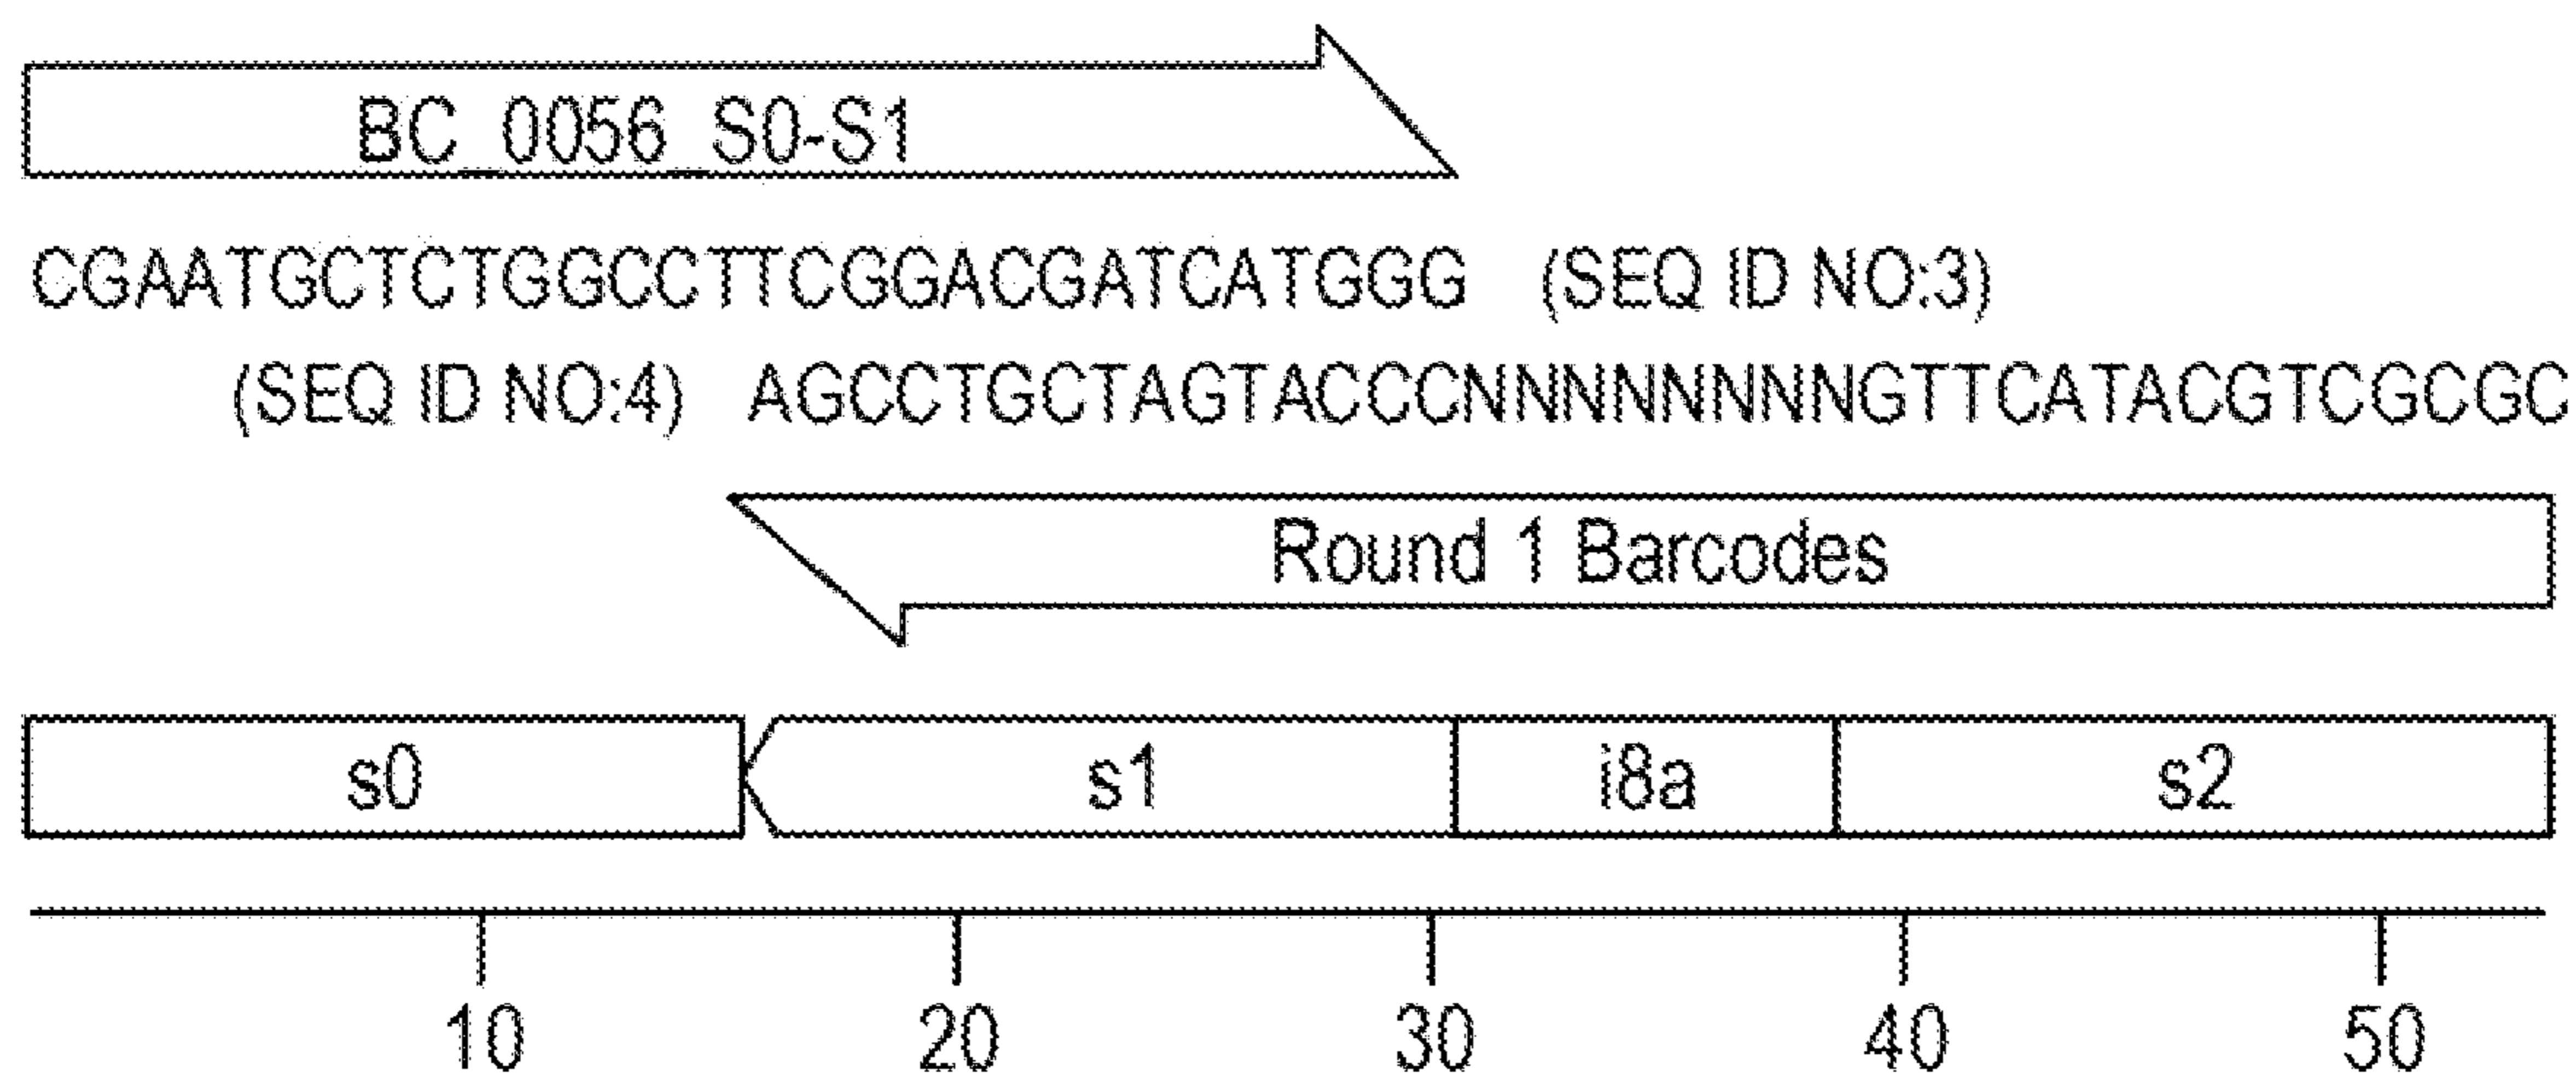 BC_0056_S0-S1
CGAATGCTCTGGCCTTCGGACGATCATGGG (SEQ ID NO:3)
(SEQ ID NO:4) AGCCTGCTAGTACCCNNNNNNNNGTTCATACGTCGCGC
Round 1 Barcodes
s0 s1 i8a s2
10 20 30 40 50